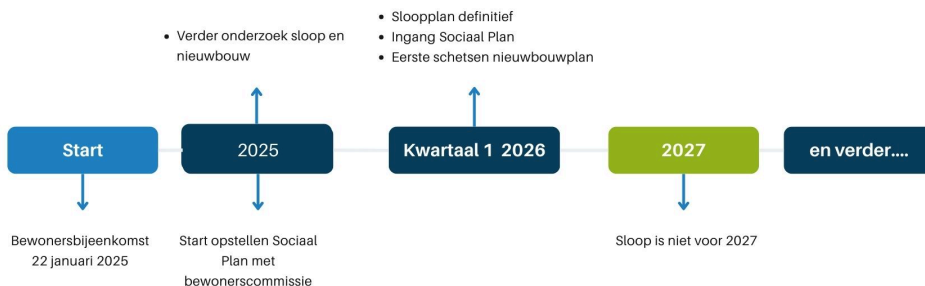 • Verder onderzoek sloop en
nieuwbouw
• Sloopplan definitief
• Ingang Sociaal Plan
• Eerste schetsen nieuwbouwplan
Start
2025
Kwartaal 1 2026
2027
en verder....
Bewonersbijeenkomst
22 januari 2025
Start opstellen Sociaal
Plan met
bewonerscommissie
Sloop is niet voor 2027